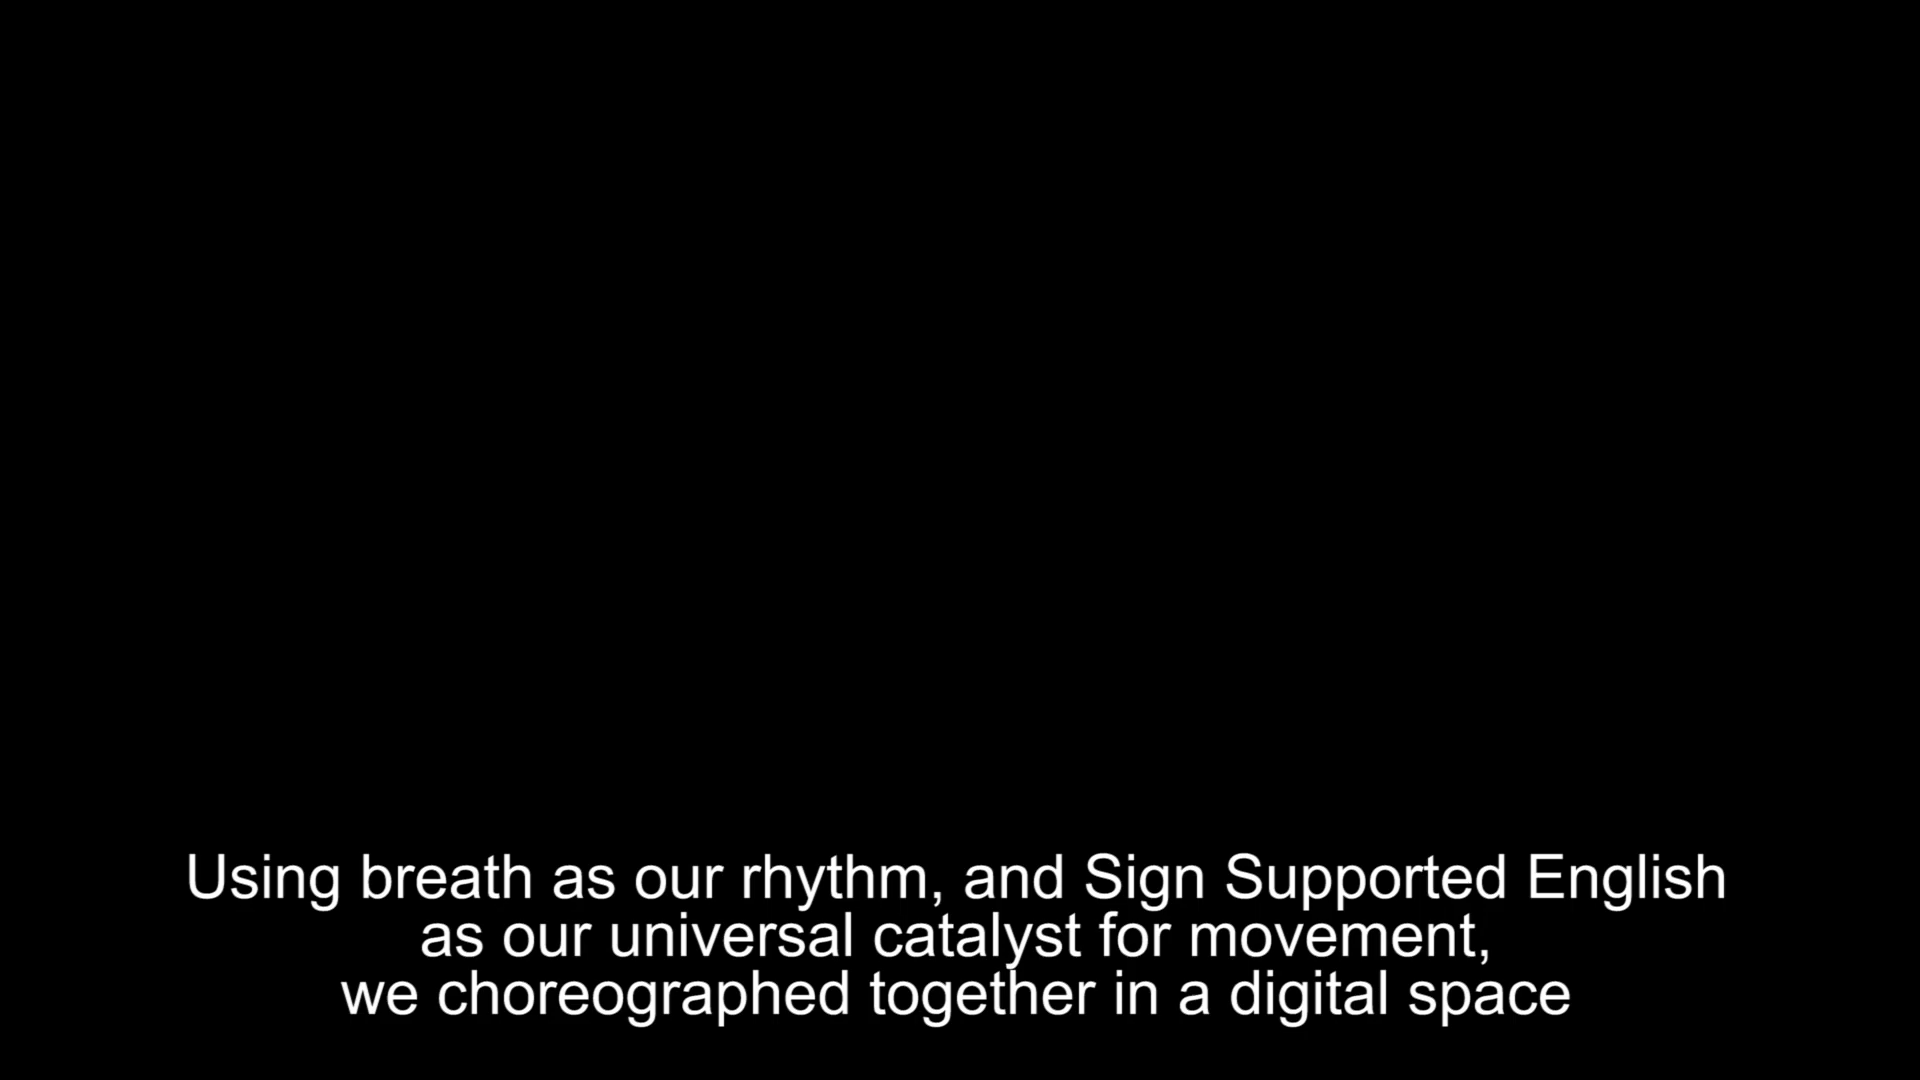 Using breath as our rhythm, and Sign Supported English
as our universal catalyst for movement,
we choreographed together in a digital space